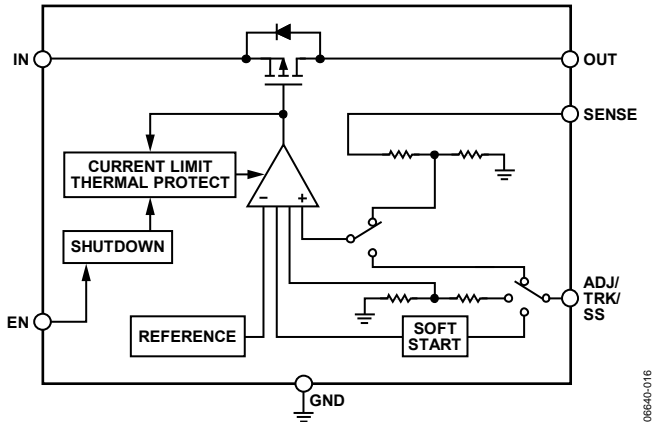 IN
OUT
SENSE
CURRENT LIMIT
THERMAL PROTECT
– +
SHUTDOWN
ADJ/
TRK/
SS
EN
REFERENCE
SOFT
START
GND
06640-016